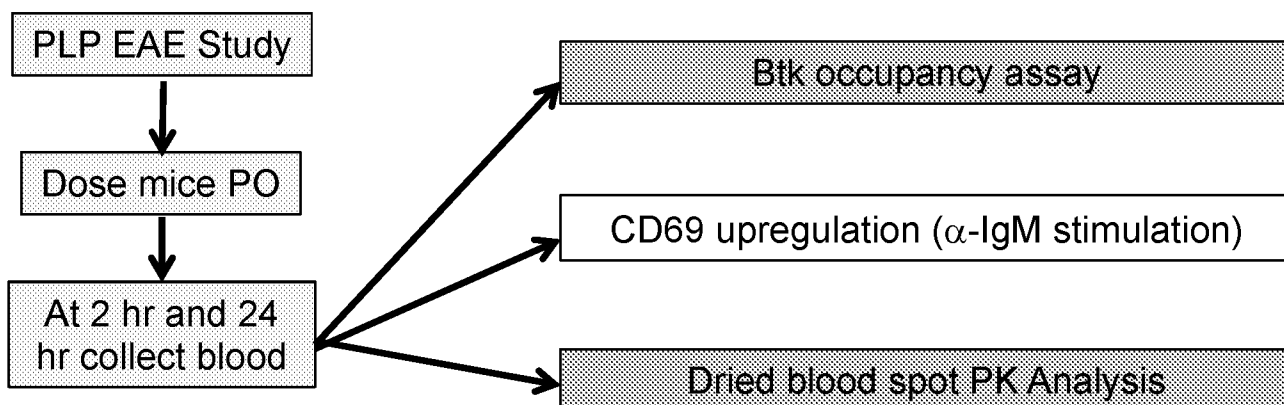 PLP EAE Study
Dose mice PO
At 2 hr and 24
hr collect blood
Btk occupancy assay
CD69 upregulation (α-IgM stimulation)
Dried blood spot PK Analysis